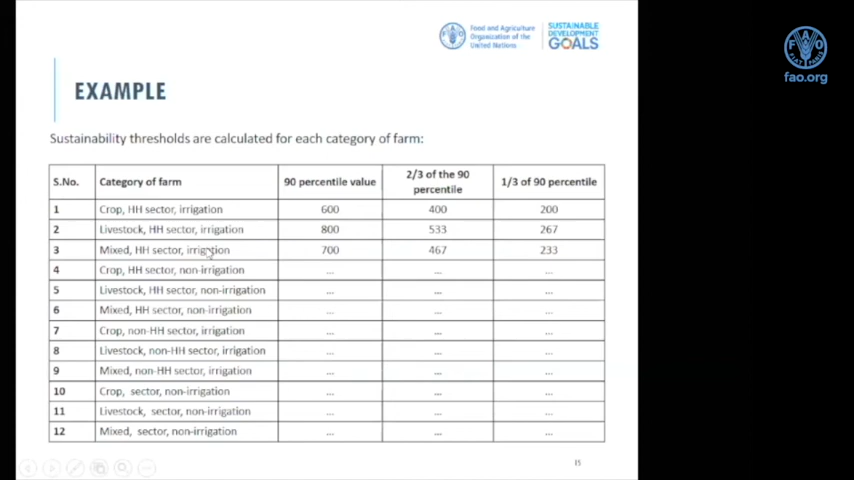 Food and Agriculture
Organization of the
United Nations
SUSTAINABLE
DEVELOPMENT
GOALS
fao.org
EXAMPLE
Sustainability thresholds are calculated for each category of farm:
S.No. Category of farm 90 percentile value 2/3 of the 90 percentile 1/3 of 90 percentile
1 Crop, HH sector, irrigation 600 400 200
2 Livestock, HH sector, irrigation 800 533 267
3 Mixed, HH sector, irrigation 700 467 233
4 Crop, HH sector, non-irrigation ... ... ...
5 Livestock, HH sector, non-irrigation ... ... ...
6 Mixed, HH sector, non-irrigation ... ... ...
7 Crop, non-HH sector, irrigation ... ... ...
8 Livestock, non-HH sector, irrigation ... ... ...
9 Mixed, non-HH sector, irrigation ... ... ...
10 Crop, sector, non-irrigation ... ... ...
11 Livestock, sector, non-irrigation ... ... ...
12 Mixed, sector, non-irrigation ... ... ...
15